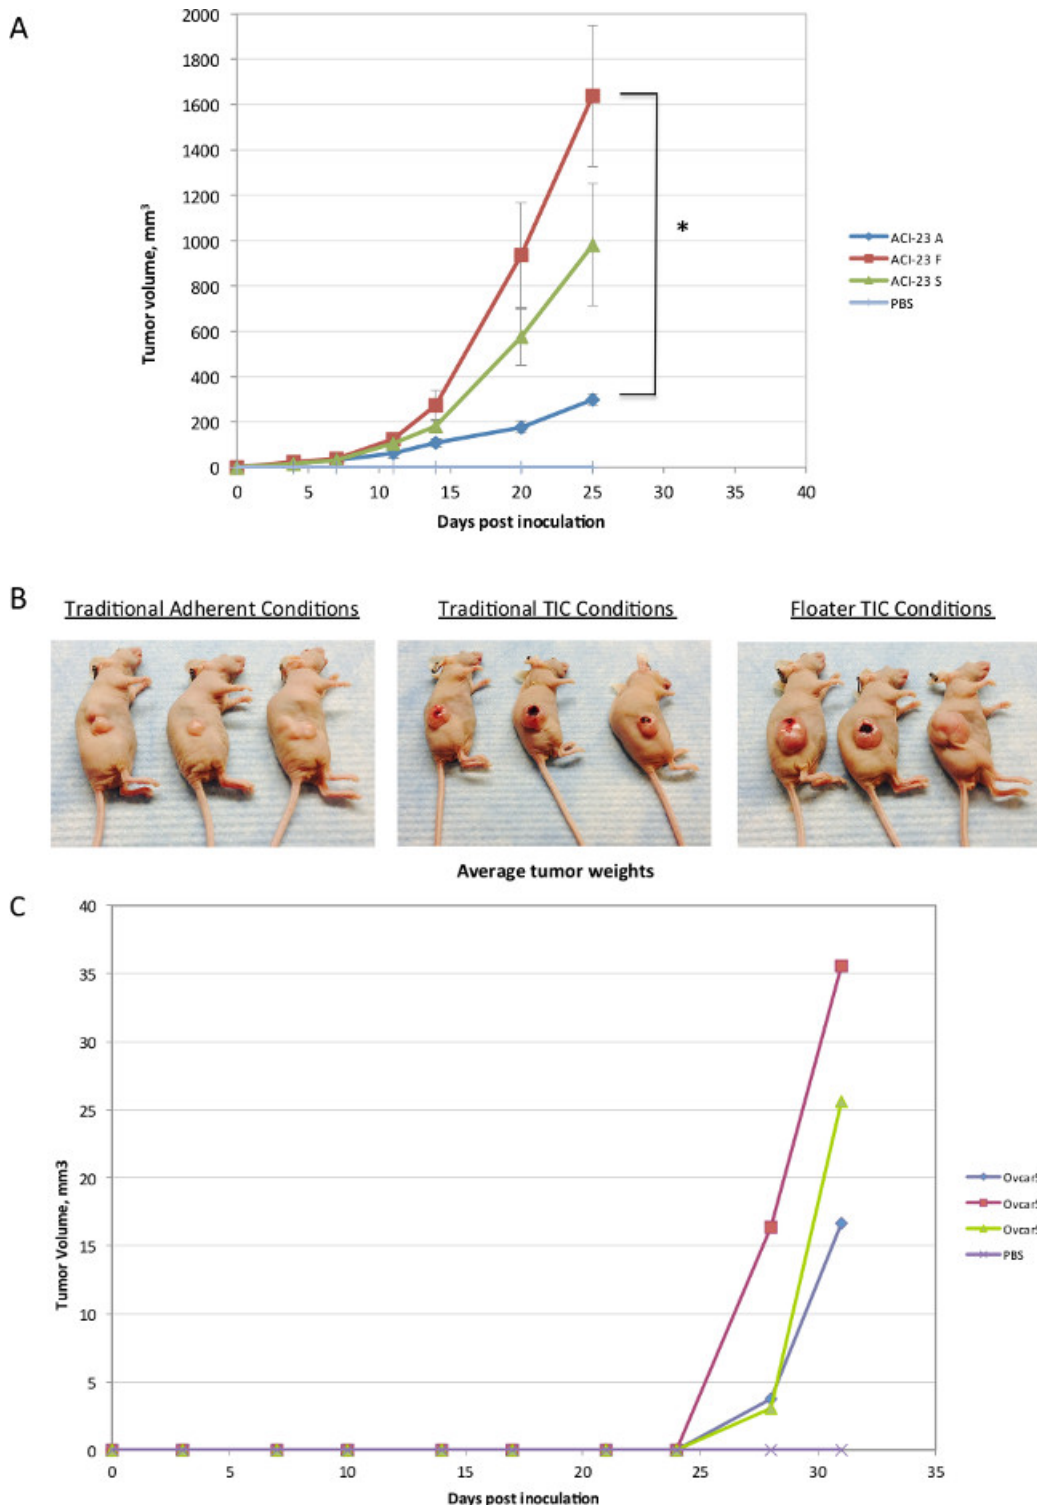 A
2000
1800
1600
1400
1200
1000
800
600
400
200
0
Tumor volume, mm³
*
ACI-23 A
ACI-23 F
ACI-23 S
PBS
0 5 10 15 20 25 30 35 40
Days post inoculation
B
Traditional Adherent Conditions
Traditional TIC Conditions
Floater TIC Conditions
Average tumor weights
C
40
35
30
25
20
15
10
5
0
Tumor Volume, mm3
PBS
0 5 10 15 20 25 30 35
Days post inoculation